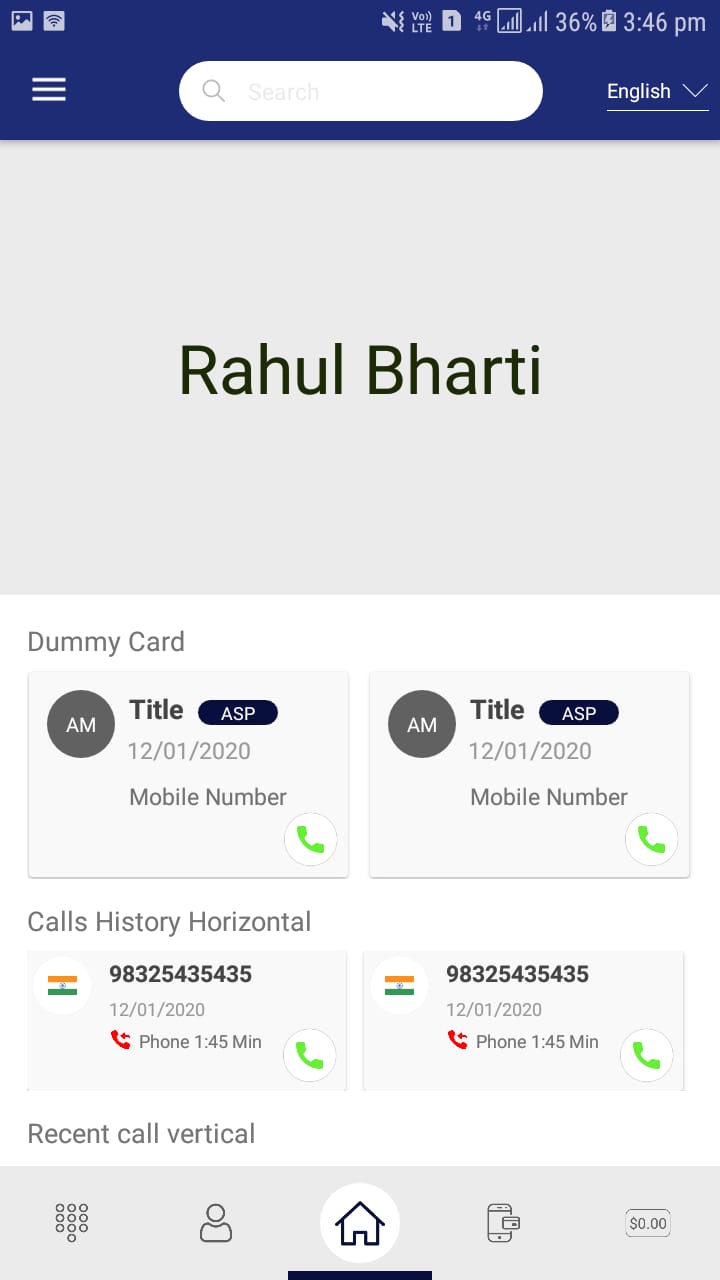 Vo) LTE 1 4G 36% 3:46 pm
Search English
Rahul Bharti
Dummy Card
AM Title ASP
12/01/2020
Mobile Number
AM Title ASP
12/01/2020
Mobile Number
Calls History Horizontal
98325435435
12/01/2020
Phone 1:45 Min
98325435435
12/01/2020
Phone 1:45 Min
Recent call vertical
$0.00